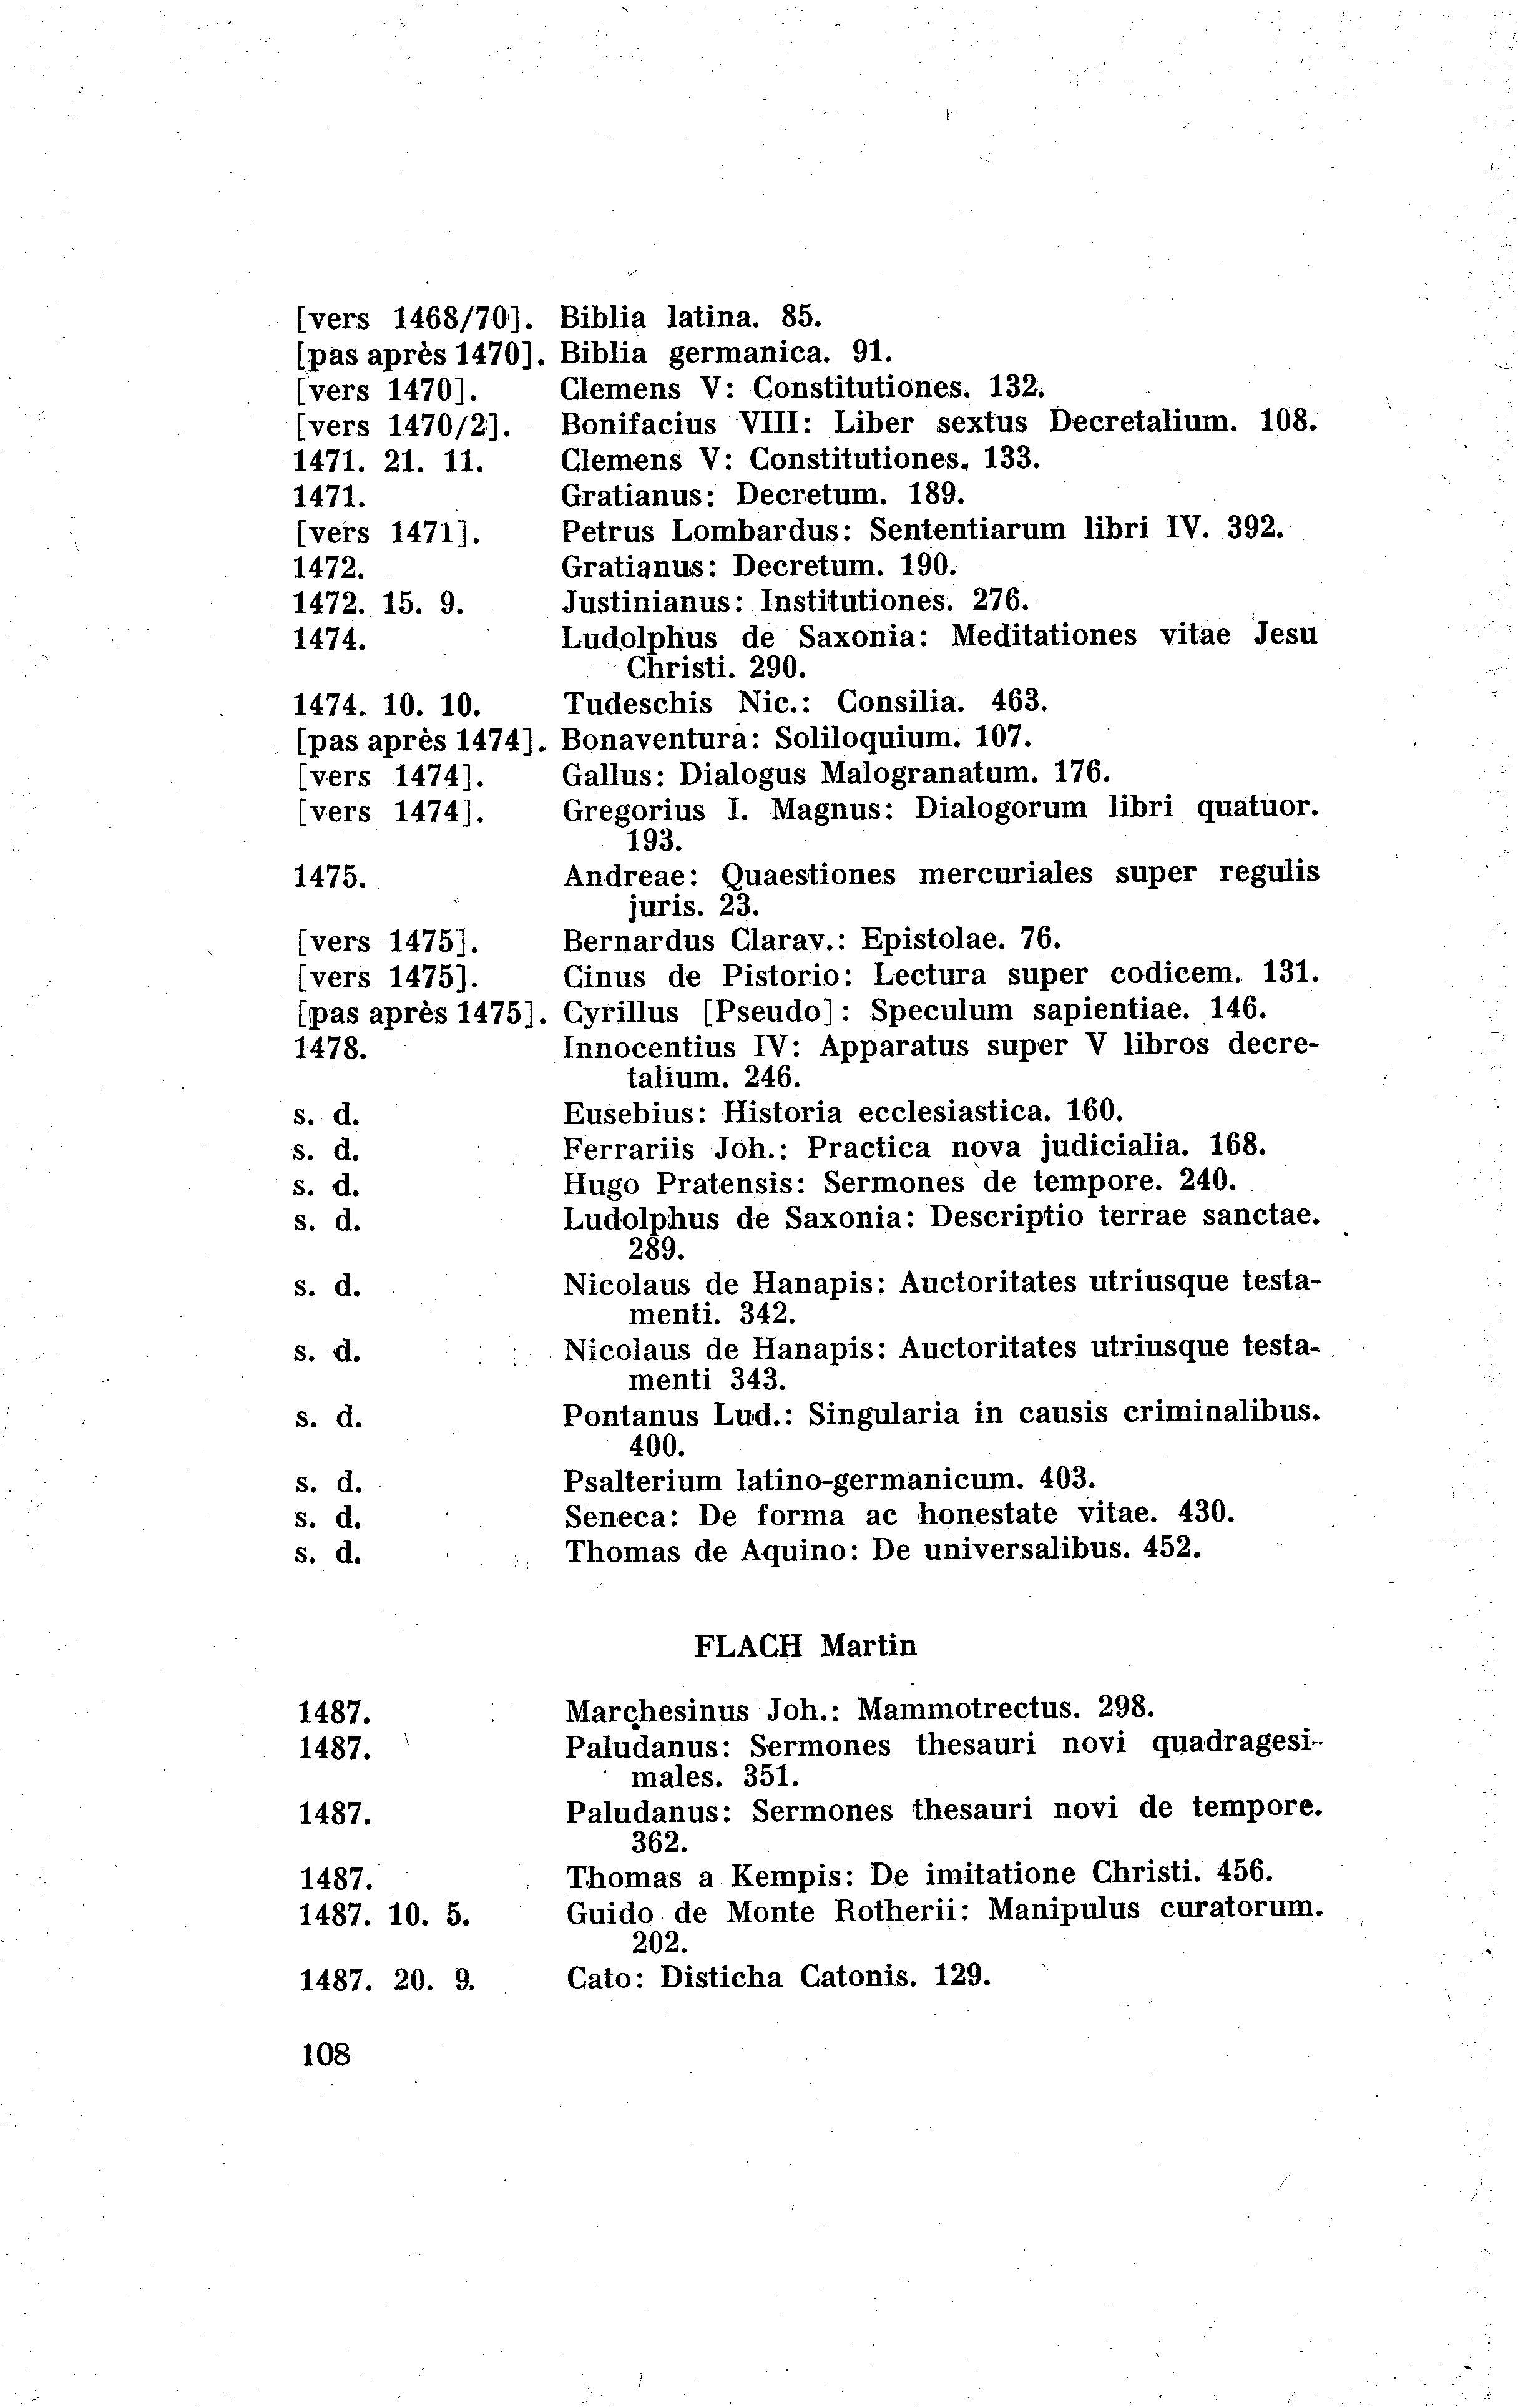 [vers 1468/70]. Biblia latina. 85.
[pas après 1470]. Biblia germanica. 91.
[vers 1470]. Clemens V: Constitutiones. 132.
[vers 1470/2]. Bonifacius VIII: Liber sextus Decretalium. 108.
1471. 21. 11. Clemens V: Constitutiones. 133.
1471. Gratianus: Decretum. 189.
[vers 1471]. Petrus Lombardus: Sententiarum libri IV. 392.
1472. Gratianus: Decretum. 190.
1472. 15. 9. Justinianus: Institutiones. 276.
1474. Ludolphus de Saxonia: Meditationes vitae Jesu
Christi. 290.
1474. 10. 10. Tudeschis Nic.: Consilia. 463.
[pas après 1474]. Bonaventura: Soliloquium. 107.
[vers 1474]. Gallus: Dialogus Malogranatum. 176.
[vers 1474]. Gregorius I. Magnus: Dialogorum libri quatuor.
193.
1475. Andreae: Quaestiones mercuriales super regulis
juris. 23.
[vers 1475]. Bernardus Clarav.: Epistolae. 76.
[vers 1475]. Cinus de Pistorio: Lectura super codicem. 131.
[pas après 1475]. Cyrillus [Pseudo]: Speculum sapientiae. 146.
1478. Innocentius IV: Apparatus super V libros decre-
talium. 246.
s. d. Eusebius: Historia ecclesiastica. 160.
s. d. Ferrariis Joh.: Practica nova judicialia. 168.
s. d. Hugo Pratensis: Sermones de tempore. 240.
s. d. Ludolphus de Saxonia: Descriptio terrae sanctae.
289.
s. d. Nicolaus de Hanapis: Auctoritates utriusque testa-
menti. 342.
s. d. Nicolaus de Hanapis: Auctoritates utriusque testa-
menti 343.
s. d. Pontanus Lud.: Singularia in causis criminalibus.
400.
s. d. Psalterium latino-germanicum. 403.
s. d. Seneca: De forma ac honestate vitae. 430.
s. d. Thomas de Aquino: De universalibus. 452.
FLACH Martin
1487. Marchesinus Joh.: Mammotrectus. 298.
1487. Paludanus: Sermones thesauri novi quadragesi-
males. 351.
1487. Paludanus: Sermones thesauri novi de tempore.
362.
1487. Thomas a Kempis: De imitatione Christi. 456.
1487. 10. 5. Guido de Monte Rotherii: Manipulus curatorum.
202.
1487. 20. 9. Cato: Disticha Catonis. 129.
108